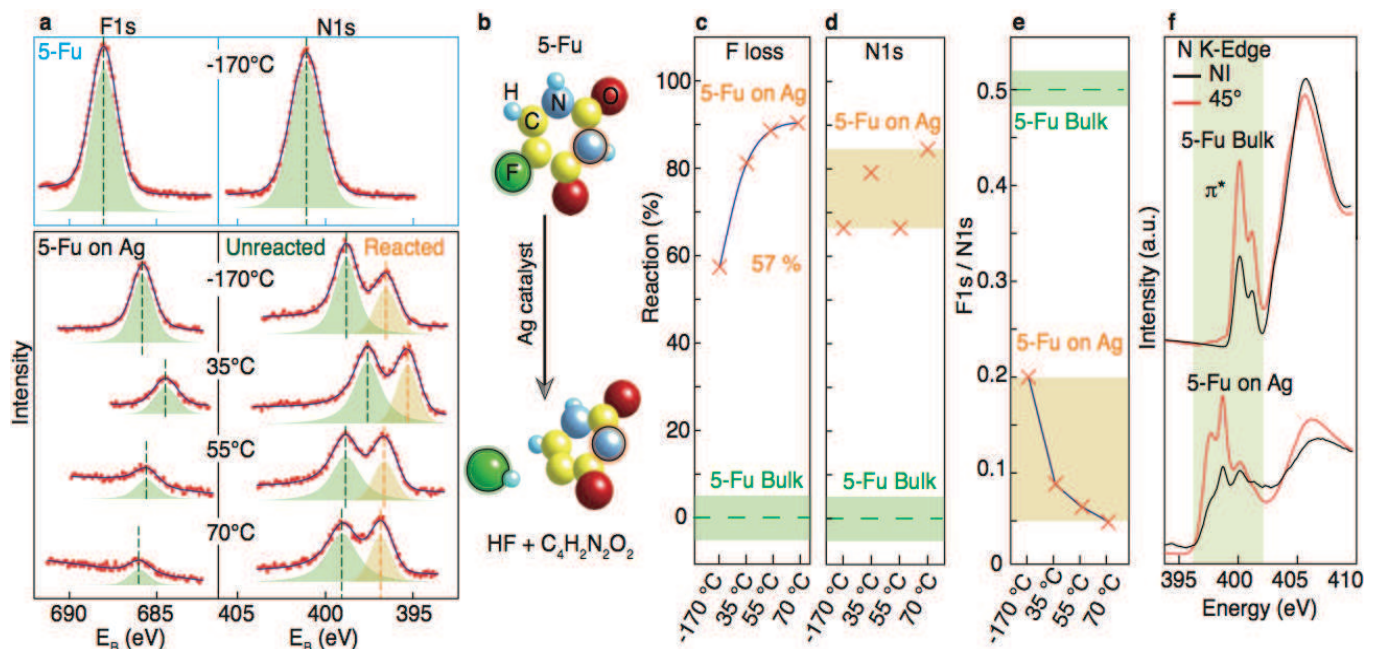 a
F1s
N1s
5-Fu
-170°C
5-Fu on Ag
Unreacted
Reacted
-170°C
35°C
55°C
70°C
Intensity
690
685
405
400
395
E_B (eV)
E_B (eV)
b
5-Fu
H
N
O
C
F
Ag catalyst
HF + C₄H₂N₂O₂
c
F loss
5-Fu on Ag
57 %
5-Fu Bulk
Reaction (%)
100
80
60
40
20
0
-170 °C
35 °C
55 °C
70 °C
d
N1s
5-Fu on Ag
5-Fu Bulk
-170 °C
35 °C
55 °C
70 °C
e
5-Fu Bulk
5-Fu on Ag
F1s / N1s
0.5
0.4
0.3
0.2
0.1
0
-170 °C
35 °C
55 °C
70 °C
f
N K-Edge
NI
45°
5-Fu Bulk
π*
5-Fu on Ag
Intensity (a.u.)
395
400
405
410
Energy (eV)